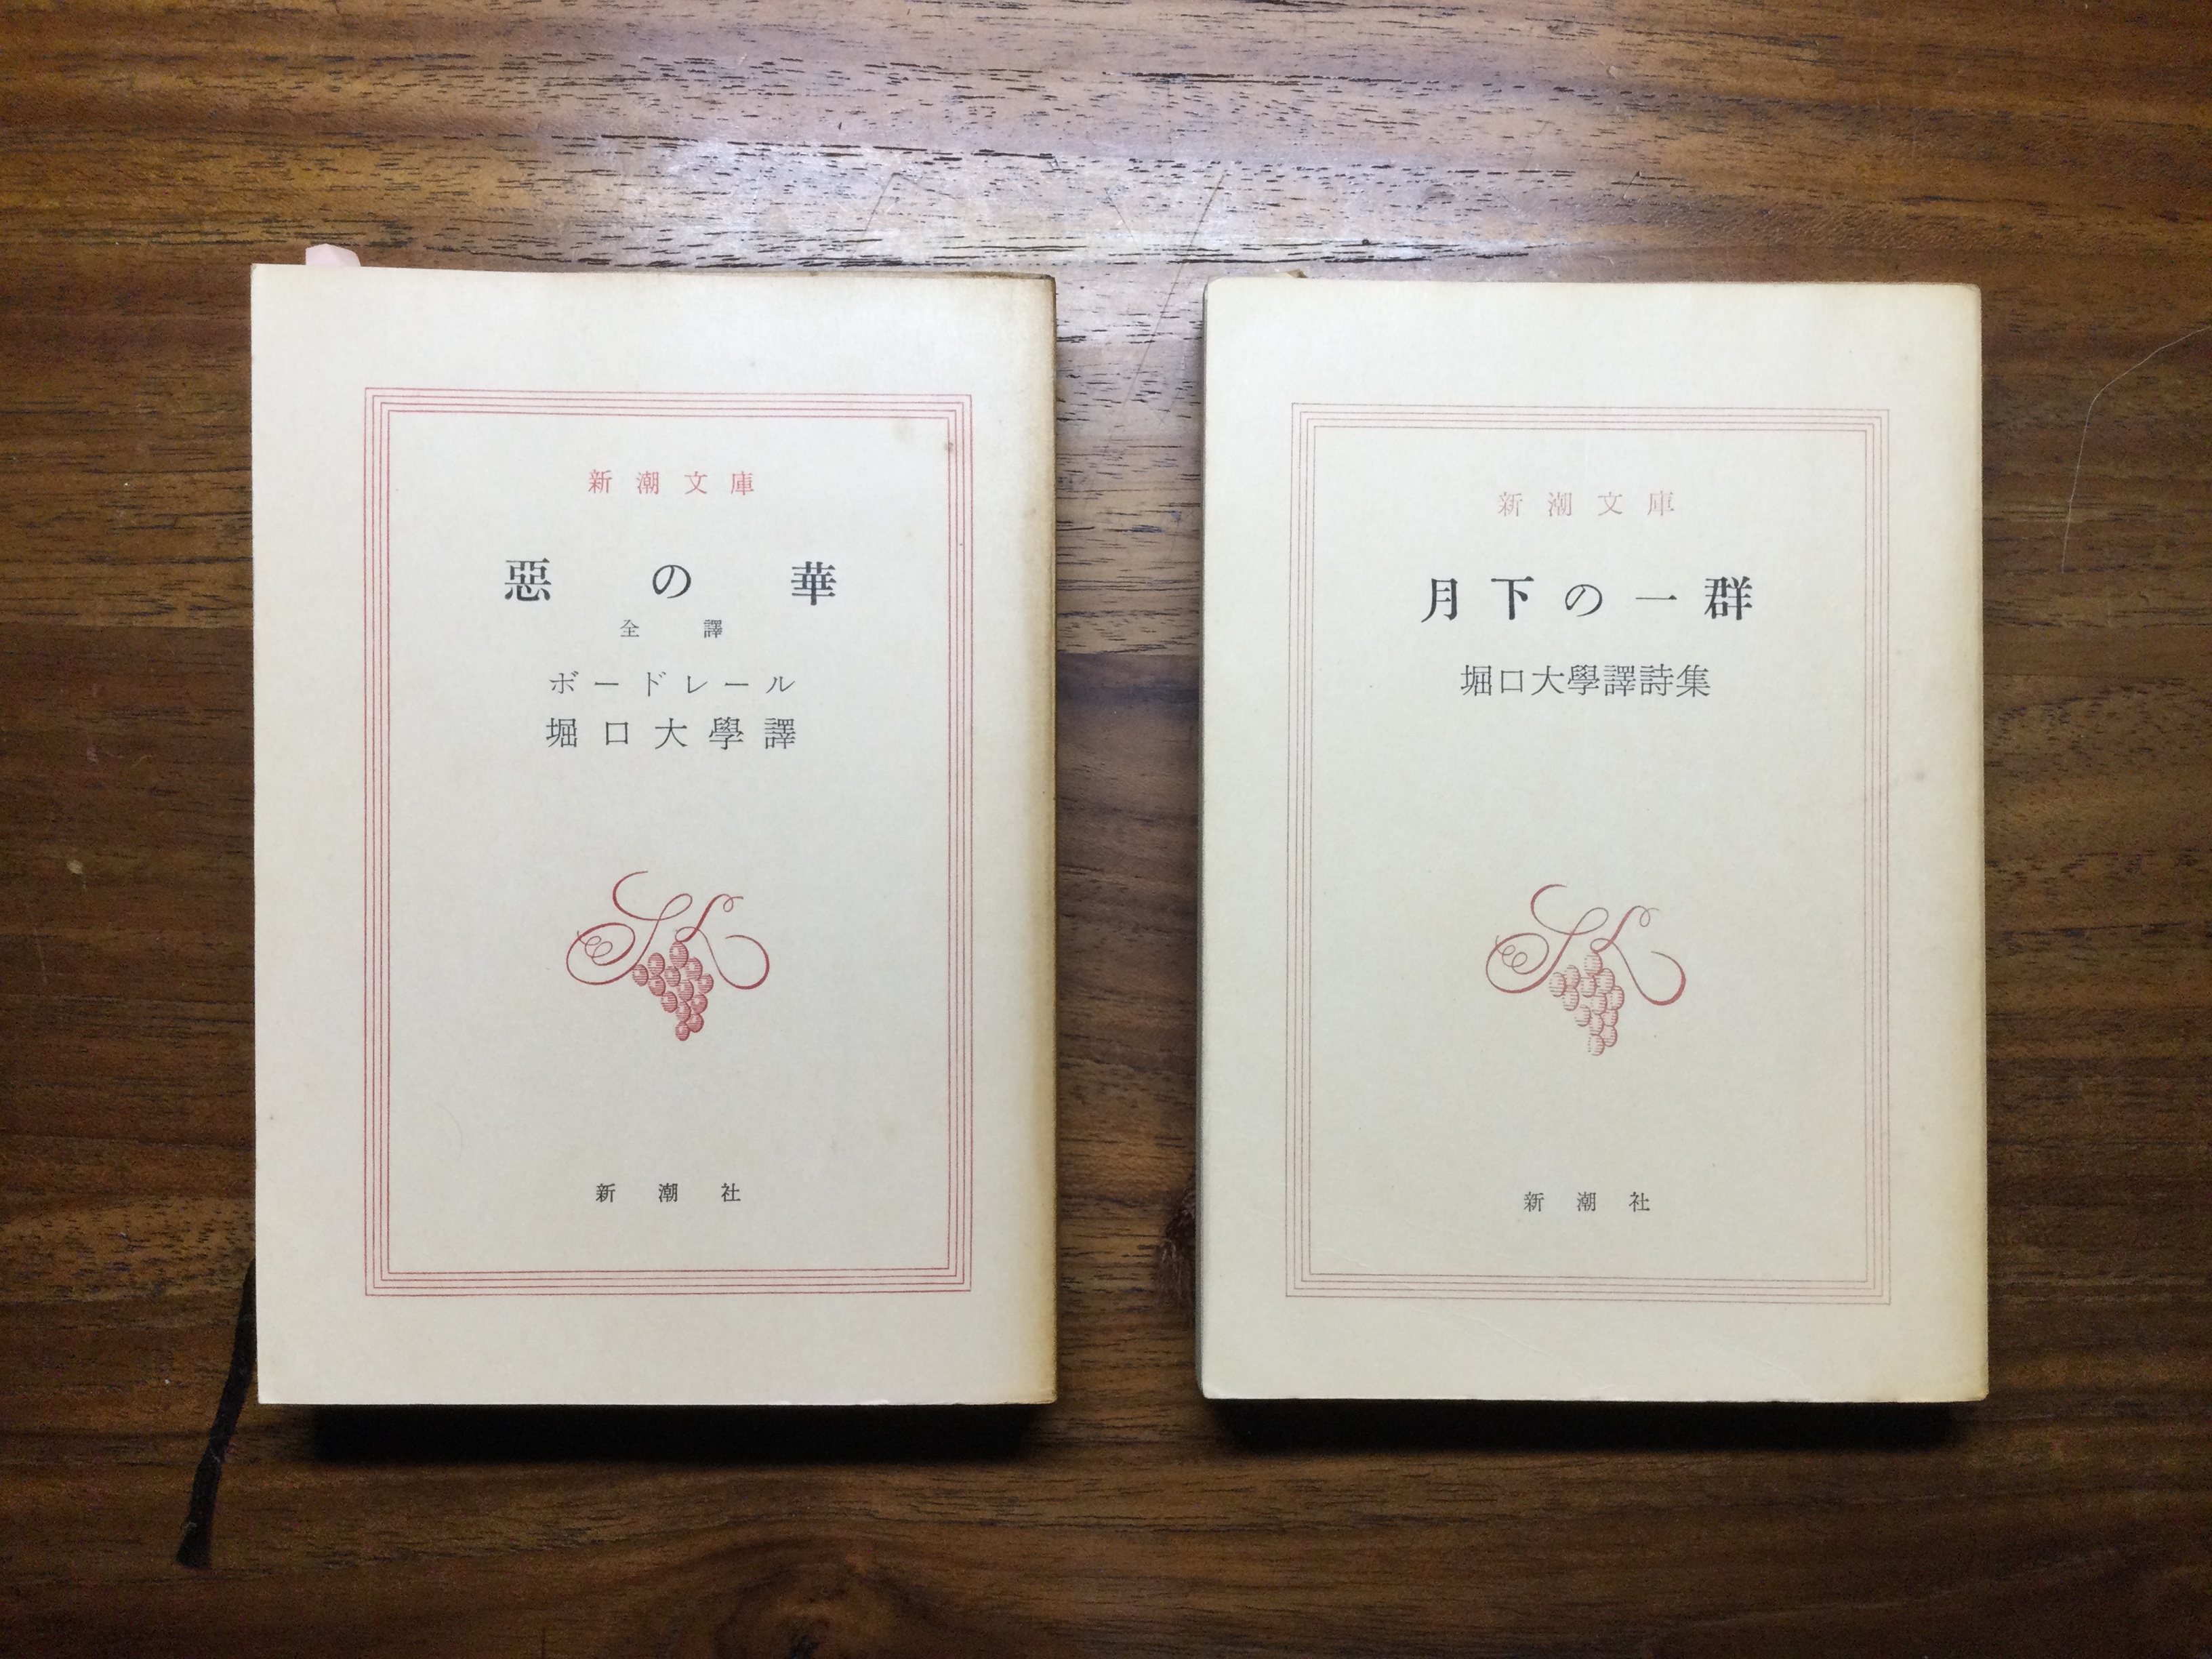 新潮文庫
惡の華
全譯
ボードレール
堀口大學譯
新潮社
新潮文庫
月下の一群
堀口大學譯詩集
新潮社